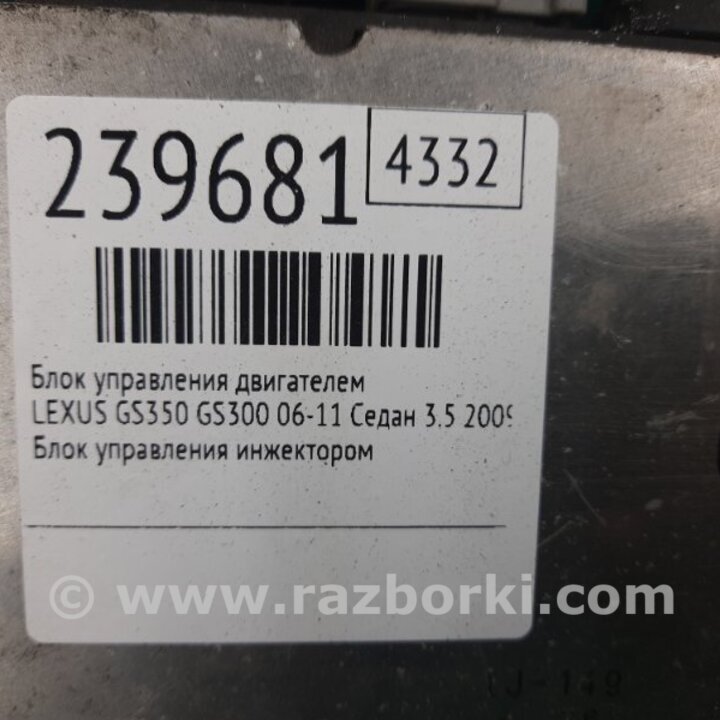 239681
4332
Блок управления двигателем
LEXUS GS350 GS300 06-11 Седан 3.5 2009
Блок управления инжектором
© www.razborki.com